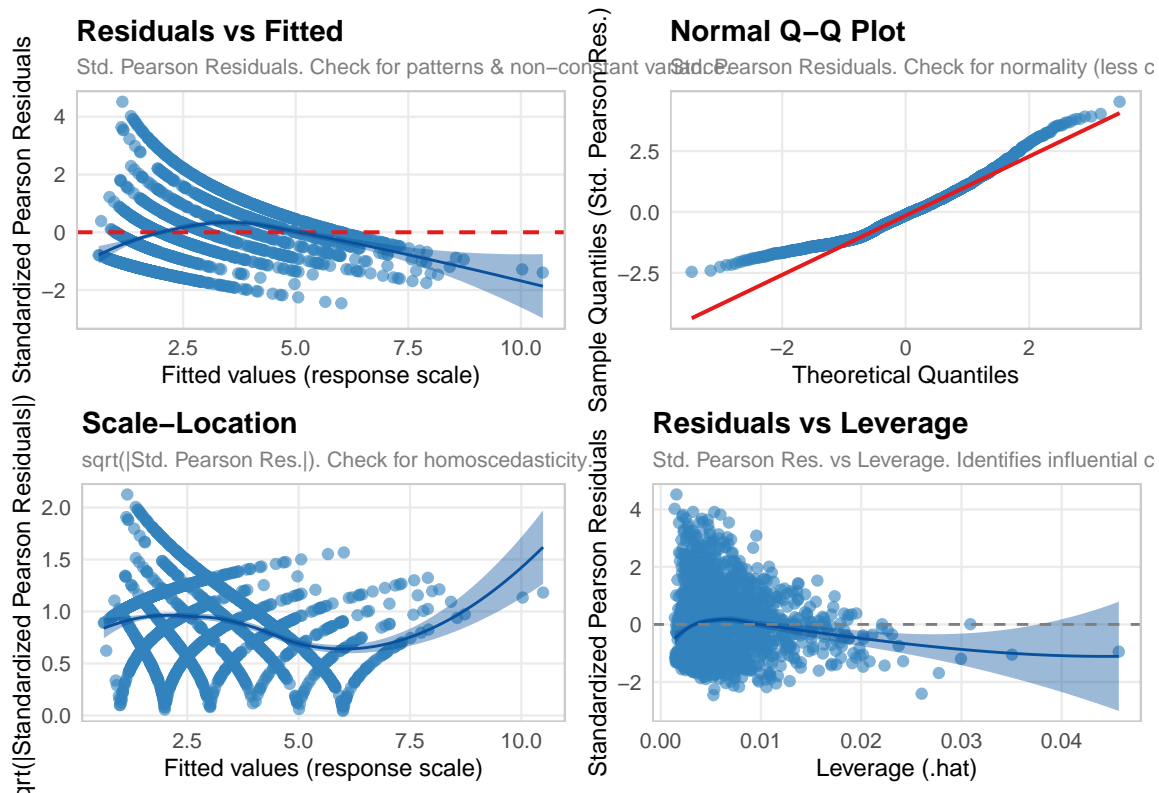 Residuals vs Fitted
Std. Pearson Residuals. Check for patterns & non−constant variance.
Standardized Pearson Residuals
4
2
0
−2
2.5 5.0 7.5 10.0
Fitted values (response scale)
Normal Q−Q Plot
Std. Pearson Residuals. Check for normality (less c
Sample Quantiles (Std. Pearson Res.)
2.5
0.0
−2.5
−2 0 2
Theoretical Quantiles
Scale−Location
sqrt(|Std. Pearson Res.|). Check for homoscedasticity.
qrt(|Standardized Pearson Residuals|)
2.0
1.5
1.0
0.5
0.0
2.5 5.0 7.5 10.0
Fitted values (response scale)
Residuals vs Leverage
Std. Pearson Res. vs Leverage. Identifies influential c
Standardized Pearson Residuals
4
2
0
−2
0.00 0.01 0.02 0.03 0.04
Leverage (.hat)